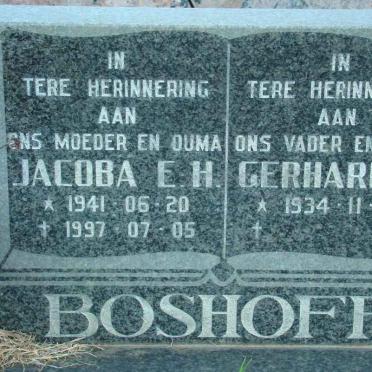 IN
TERE HERINNERING
AAN
ONS MOEDER EN OUMA
JACOBA E.H.
★ 1941-06-20
✝ 1997-07-05
IN
TERE HERINN
AAN
ONS VADER E
GERHAR
★ 1934-11-
✝
BOSHOFF